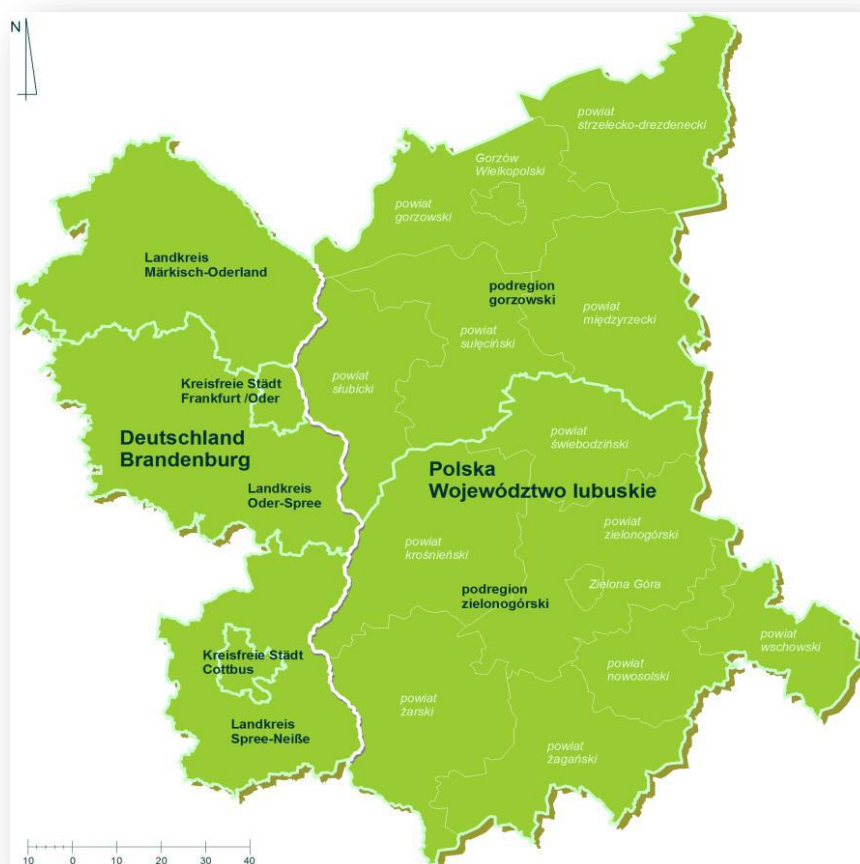 N
powiat
strzelecko-drezdenecki
Gorzów
Wielkopolski
powiat
gorzowski
Landkreis
Märkisch-Oderland
podregion
gorzowski
powiat
międzyrzecki
powiat
sulęciński
powiat
słubicki
Kreisfreie Städt
Frankfurt /Oder
Deutschland
Brandenburg
powiat
świebodziński
Polska
Województwo lubuskie
Landkreis
Oder-Spree
powiat
krośnieński
powiat
zielonogórski
podregion
zielonogórski
Zielona Góra
powiat
wschowski
Kreisfreie Städt
Cottbus
powiat
nowosolski
powiat
żarski
Landkreis
Spree-Neiße
powiat
żagański
10 0 10 20 30 40